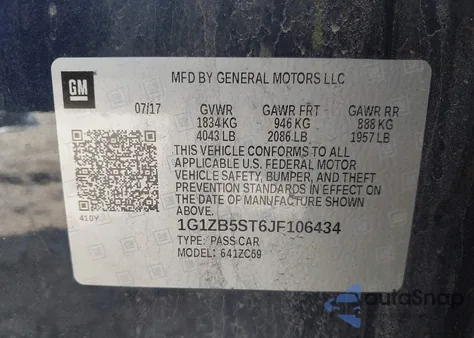 GM
MFD BY GENERAL MOTORS LLC
07/17 GVWR GAWR FRT GAWR RR
1834KG 946 KG 888 KG
4043 LB 2086 LB 1957 LB
THIS VEHICLE CONFORMS TO ALL
APPLICABLE U.S. FEDERAL MOTOR
VEHICLE SAFETY, BUMPER, AND THEFT
PREVENTION STANDARDS IN EFFECT ON
THE DATE OF MANUFACTURE SHOWN
ABOVE.
410Y
1G1ZB5ST6JF106434
TYPE: PASS CAR
MODEL: 641ZC69
autoSnap